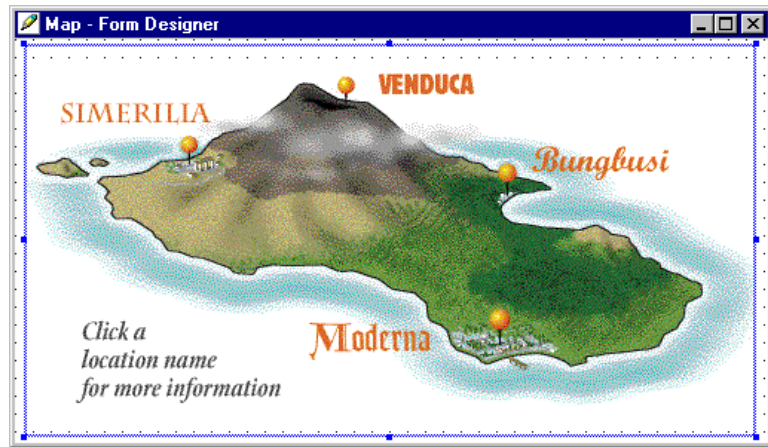 Map - Form Designer
VENDUCA
SIMERILIA
Bungbusi
Moderna
Click a
location name
for more information